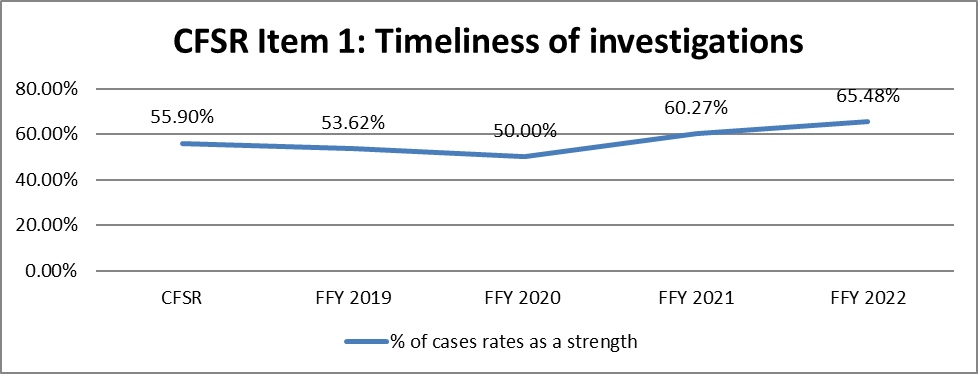 CFSR Item 1: Timeliness of investigations
80.00%
60.00%
40.00%
20.00%
0.00%
55.90%
53.62%
50.00%
60.27%
65.48%
CFSR
FFY 2019
FFY 2020
FFY 2021
FFY 2022
% of cases rates as a strength